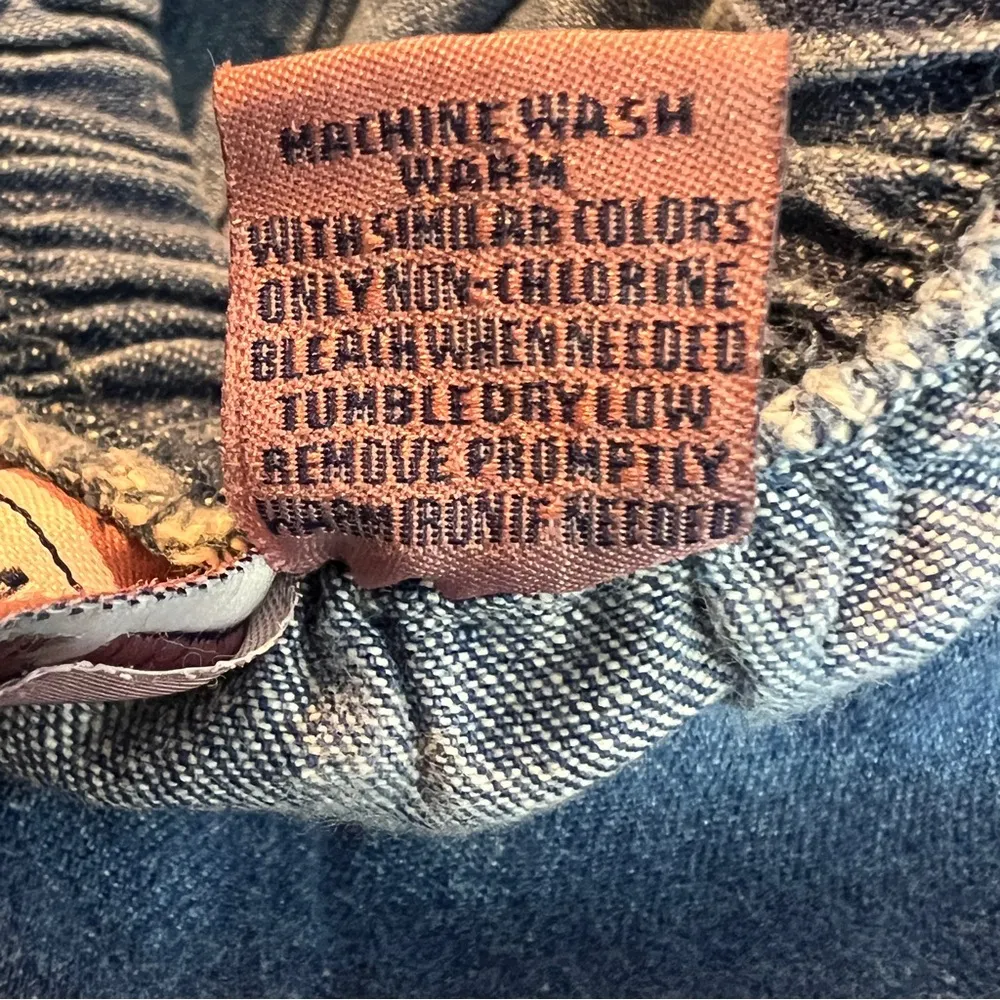 MACHINE WASH
WARM
WITH SIMILAR COLORS
ONLY NON-CHLORINE
BLEACH WHEN NEEDED
TUMBLE DRY LOW
REMOVE PROMPTLY
WARM IRON IF NEEDED